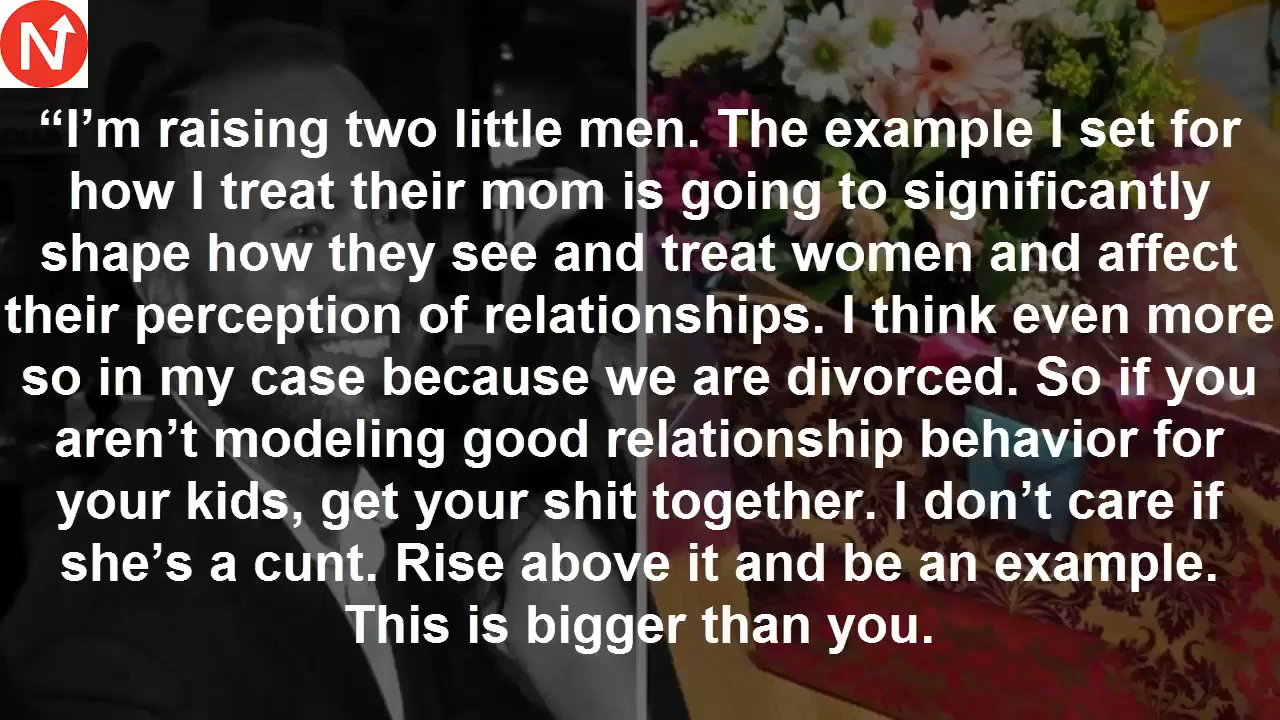 N
“I’m raising two little men. The example I set for
how I treat their mom is going to significantly
shape how they see and treat women and affect
their perception of relationships. I think even more
so in my case because we are divorced. So if you
aren’t modeling good relationship behavior for
your kids, get your shit together. I don’t care if
she’s a cunt. Rise above it and be an example.
This is bigger than you.